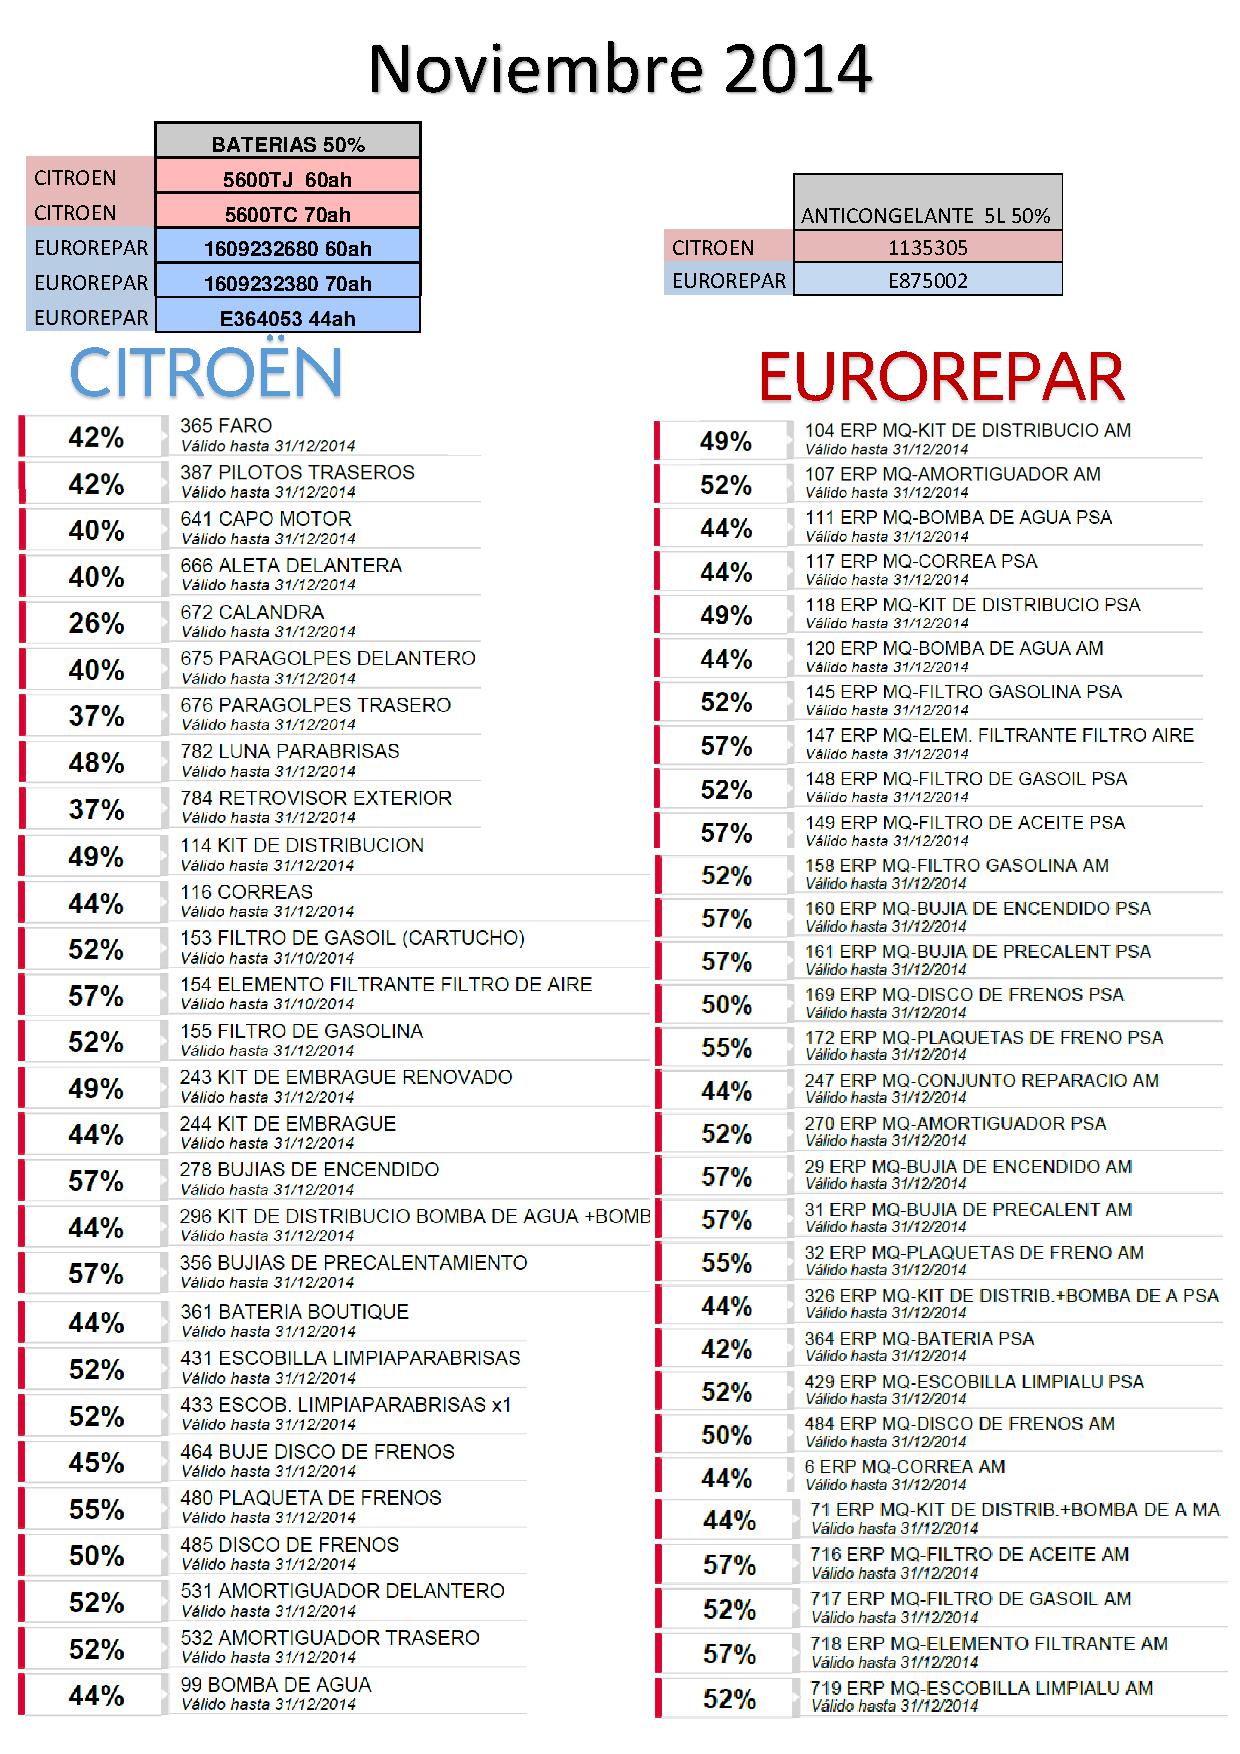 Noviembre 2014
BATERIAS 50%
CITROEN 5600TJ 60ah
CITROEN 5600TC 70ah
EUROREPAR 1609232680 60ah
EUROREPAR 1609232380 70ah
EUROREPAR E364053 44ah
ANTICONGELANTE 5L 50%
CITROEN 1135305
EUROREPAR E875002
CITROËN
42% 365 FARO
Válido hasta 31/12/2014
42% 387 PILOTOS TRASEROS
Válido hasta 31/12/2014
40% 641 CAPO MOTOR
Válido hasta 31/12/2014
40% 666 ALETA DELANTERA
Válido hasta 31/12/2014
26% 672 CALANDRA
Válido hasta 31/12/2014
40% 675 PARAGOLPES DELANTERO
Válido hasta 31/12/2014
37% 676 PARAGOLPES TRASERO
Válido hasta 31/12/2014
48% 782 LUNA PARABRISAS
Válido hasta 31/12/2014
37% 784 RETROVISOR EXTERIOR
Válido hasta 31/12/2014
49% 114 KIT DE DISTRIBUCION
Válido hasta 31/12/2014
44% 116 CORREAS
Válido hasta 31/12/2014
52% 153 FILTRO DE GASOIL (CARTUCHO)
Válido hasta 31/10/2014
57% 154 ELEMENTO FILTRANTE FILTRO DE AIRE
Válido hasta 31/10/2014
52% 155 FILTRO DE GASOLINA
Válido hasta 31/12/2014
49% 243 KIT DE EMBRAGUE RENOVADO
Válido hasta 31/12/2014
44% 244 KIT DE EMBRAGUE
Válido hasta 31/12/2014
57% 278 BUJIAS DE ENCENDIDO
Válido hasta 31/12/2014
44% 296 KIT DE DISTRIBUCIO BOMBA DE AGUA +BOMB
Válido hasta 31/12/2014
57% 356 BUJIAS DE PRECALENTAMIENTO
Válido hasta 31/12/2014
44% 361 BATERIA BOUTIQUE
Válido hasta 31/12/2014
52% 431 ESCOBILLA LIMPIAPARABRISAS
Válido hasta 31/12/2014
52% 433 ESCOB. LIMPIAPARABRISAS x1
Válido hasta 31/12/2014
45% 464 BUJE DISCO DE FRENOS
Válido hasta 31/12/2014
55% 480 PLAQUETA DE FRENOS
Válido hasta 31/12/2014
50% 485 DISCO DE FRENOS
Válido hasta 31/12/2014
52% 531 AMORTIGUADOR DELANTERO
Válido hasta 31/12/2014
52% 532 AMORTIGUADOR TRASERO
Válido hasta 31/12/2014
44% 99 BOMBA DE AGUA
Válido hasta 31/12/2014
EUROREPAR
49% 104 ERP MQ-KIT DE DISTRIBUCIO AM
Válido hasta 31/12/2014
52% 107 ERP MQ-AMORTIGUADOR AM
Válido hasta 31/12/2014
44% 111 ERP MQ-BOMBA DE AGUA PSA
Válido hasta 31/12/2014
44% 117 ERP MQ-CORREA PSA
Válido hasta 31/12/2014
49% 118 ERP MQ-KIT DE DISTRIBUCIO PSA
Válido hasta 31/12/2014
44% 120 ERP MQ-BOMBA DE AGUA AM
Válido hasta 31/12/2014
52% 145 ERP MQ-FILTRO GASOLINA PSA
Válido hasta 31/12/2014
57% 147 ERP MQ-ELEM. FILTRANTE FILTRO AIRE
Válido hasta 31/12/2014
52% 148 ERP MQ-FILTRO DE GASOIL PSA
Válido hasta 31/12/2014
57% 149 ERP MQ-FILTRO DE ACEITE PSA
Válido hasta 31/12/2014
52% 158 ERP MQ-FILTRO GASOLINA AM
Válido hasta 31/12/2014
57% 160 ERP MQ-BUJIA DE ENCENDIDO PSA
Válido hasta 31/12/2014
57% 161 ERP MQ-BUJIA DE PRECALENT PSA
Válido hasta 31/12/2014
50% 169 ERP MQ-DISCO DE FRENOS PSA
Válido hasta 31/12/2014
55% 172 ERP MQ-PLAQUETAS DE FRENO PSA
Válido hasta 31/12/2014
44% 247 ERP MQ-CONJUNTO REPARACIO AM
Válido hasta 31/12/2014
52% 270 ERP MQ-AMORTIGUADOR PSA
Válido hasta 31/12/2014
57% 29 ERP MQ-BUJIA DE ENCENDIDO AM
Válido hasta 31/12/2014
57% 31 ERP MQ-BUJIA DE PRECALENT AM
Válido hasta 31/12/2014
55% 32 ERP MQ-PLAQUETAS DE FRENO AM
Válido hasta 31/12/2014
44% 326 ERP MQ-KIT DE DISTRIB.+BOMBA DE A PSA
Válido hasta 31/12/2014
42% 364 ERP MQ-BATERIA PSA
Válido hasta 31/12/2014
52% 429 ERP MQ-ESCOBILLA LIMPIALU PSA
Válido hasta 31/12/2014
50% 484 ERP MQ-DISCO DE FRENOS AM
Válido hasta 31/12/2014
44% 6 ERP MQ-CORREA AM
Válido hasta 31/12/2014
44% 71 ERP MQ-KIT DE DISTRIB.+BOMBA DE A MA
Válido hasta 31/12/2014
57% 716 ERP MQ-FILTRO DE ACEITE AM
Válido hasta 31/12/2014
52% 717 ERP MQ-FILTRO DE GASOIL AM
Válido hasta 31/12/2014
57% 718 ERP MQ-ELEMENTO FILTRANTE AM
Válido hasta 31/12/2014
52% 719 ERP MQ-ESCOBILLA LIMPIALU AM
Válido hasta 31/12/2014